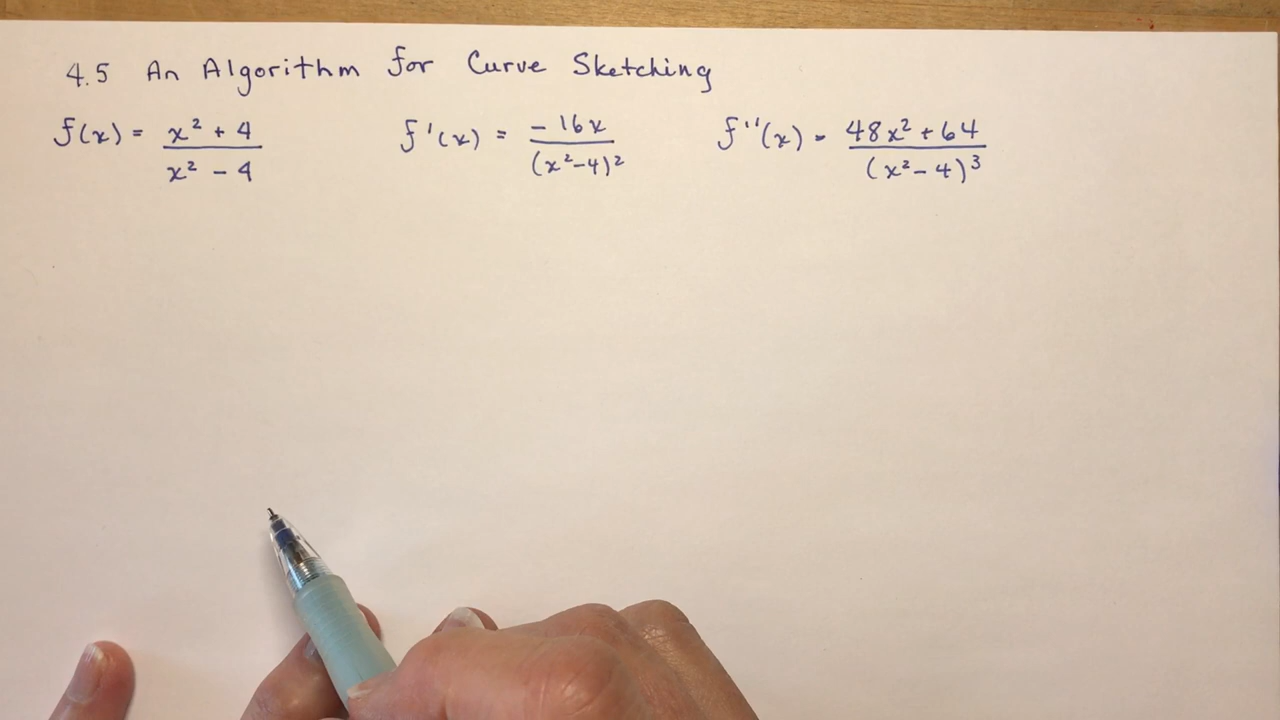 4.5 An Algorithm for Curve Sketching
f(x) = x² + 4 / x² - 4    f'(x) = -16x / (x²-4)²    f''(x) = 48x² + 64 / (x² - 4)³